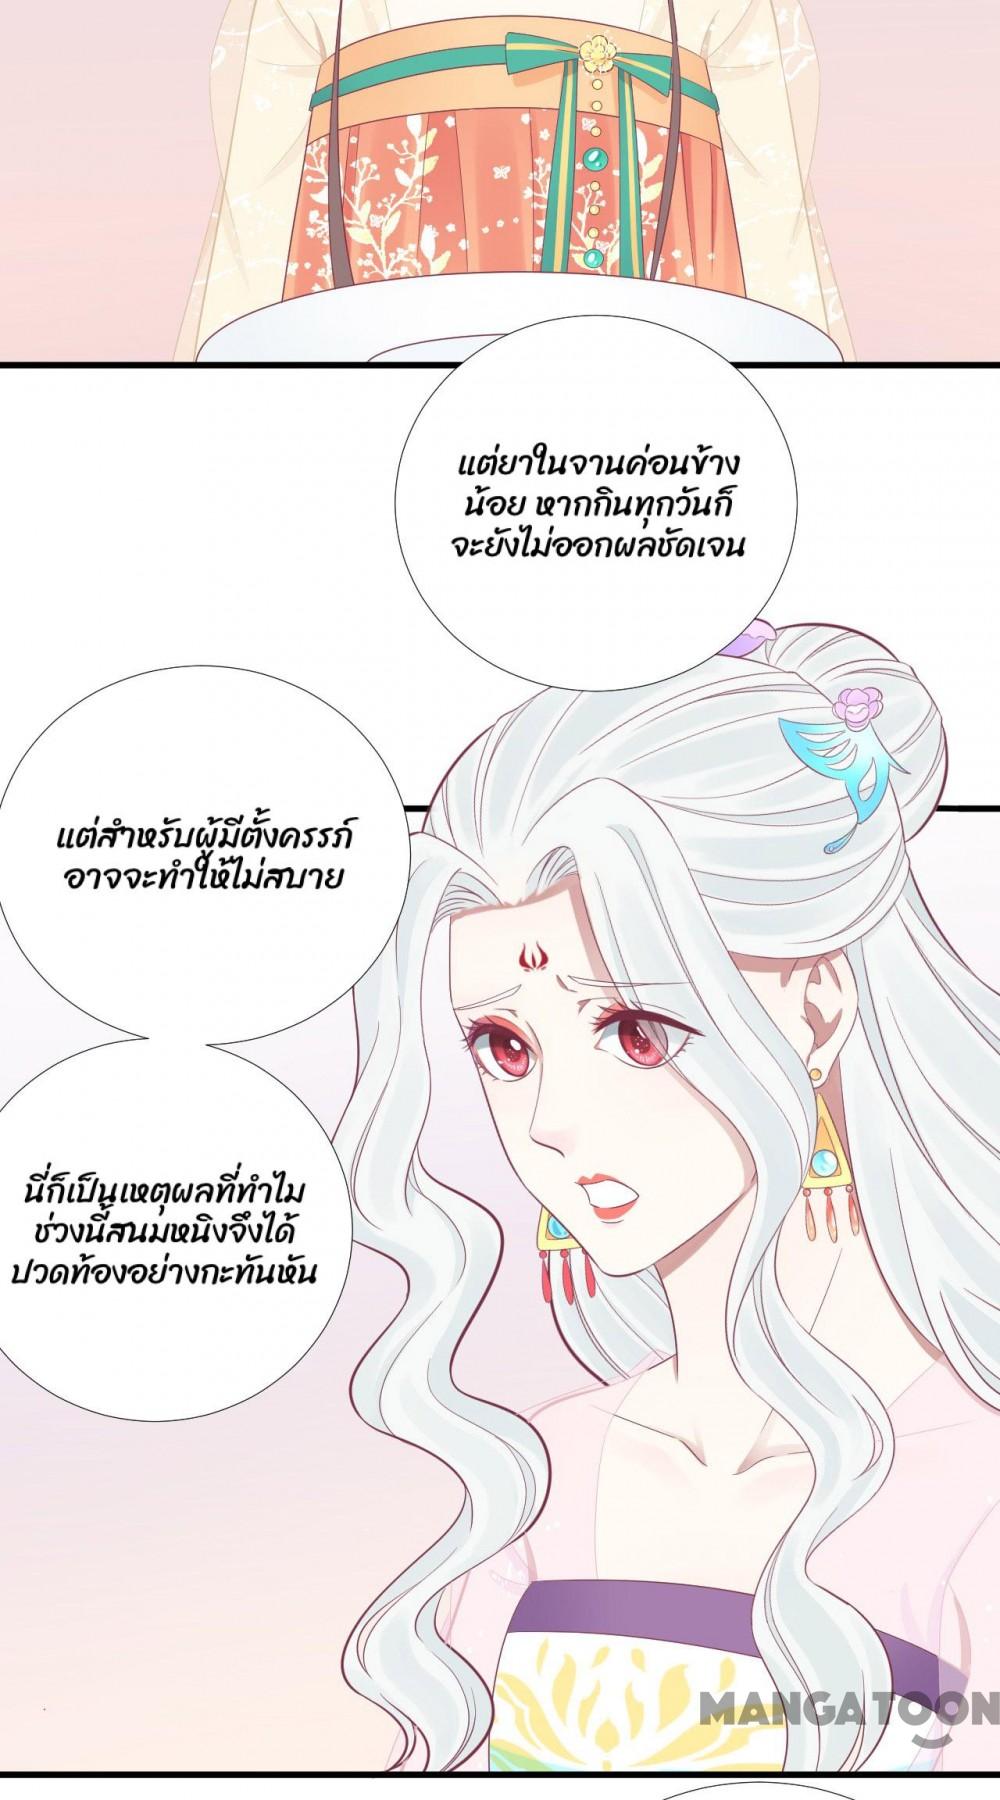 แต่ยาในจานค่อนข้าง
น้อย หากกินทุกวันก็
จะยังไม่ออกผลชัดเจน
แต่สำหรับผู้มีตั้งครรภ์
อาจจะทำให้ไม่สบาย
นี่ก็เป็นเหตุผลที่ทำไม
ช่วงนี้สนมหนิงจึงได้
ปวดท้องอย่างกะทันหัน
MANGATOON